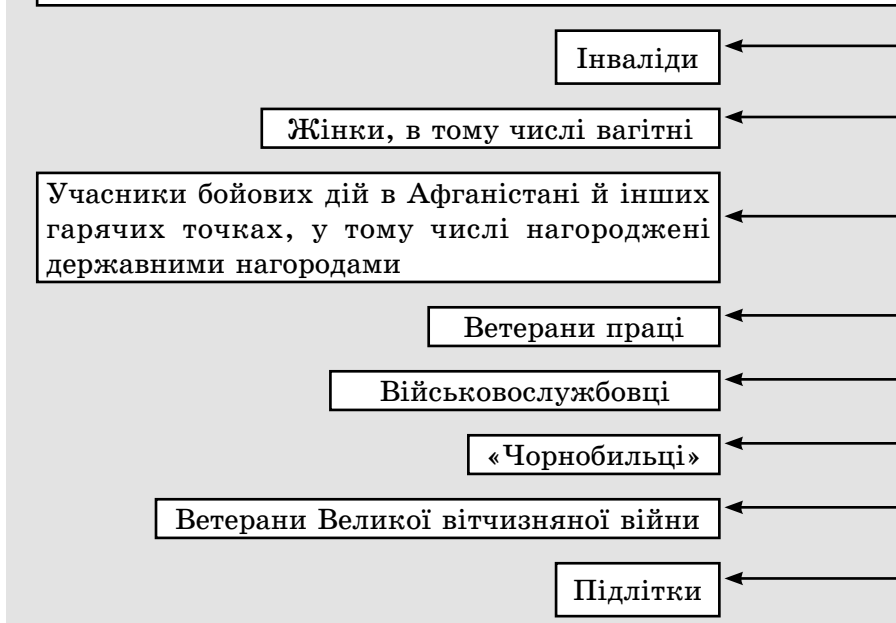 Інваліди
Жінки, в тому числі вагітні
Учасники бойових дій в Афганістані й інших
гарячих точках, у тому числі нагороджені
державними нагородами
Ветерани праці
Військовослужбовці
«Чорнобильці»
Ветерани Великої вітчизняної війни
Підлітки